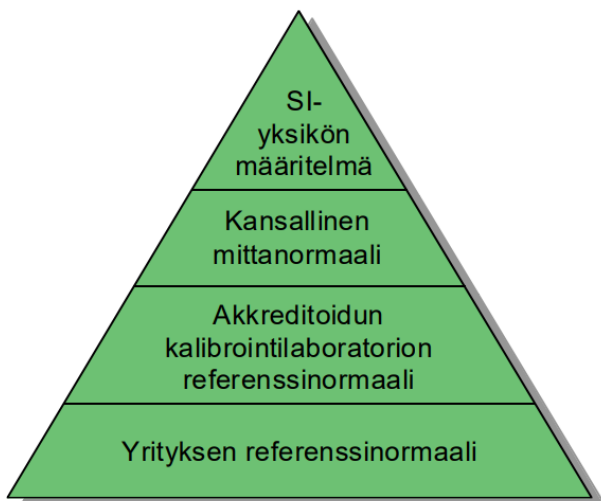 SI-
yksikön
määritelmä
Kansallinen
mittanormaali
Akkreditoidun
kalibrointilaboratorion
referenssinormaali
Yrityksen referenssinormaali